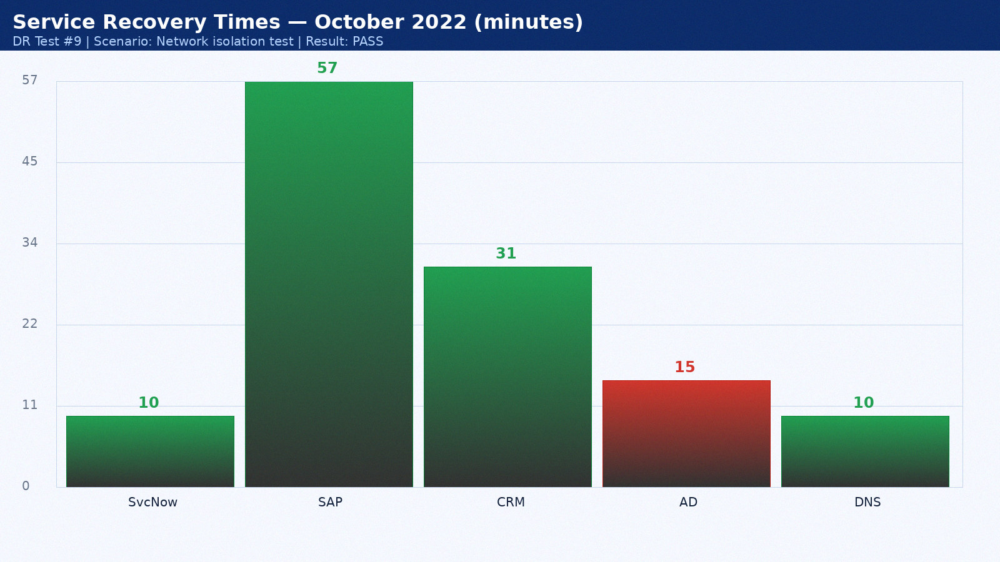 Service Recovery Times — October 2022 (minutes)
DR Test #9 | Scenario: Network isolation test | Result: PASS
57
57
45
34
31
22
15
11
10
10
0
SvcNow
SAP
CRM
AD
DNS